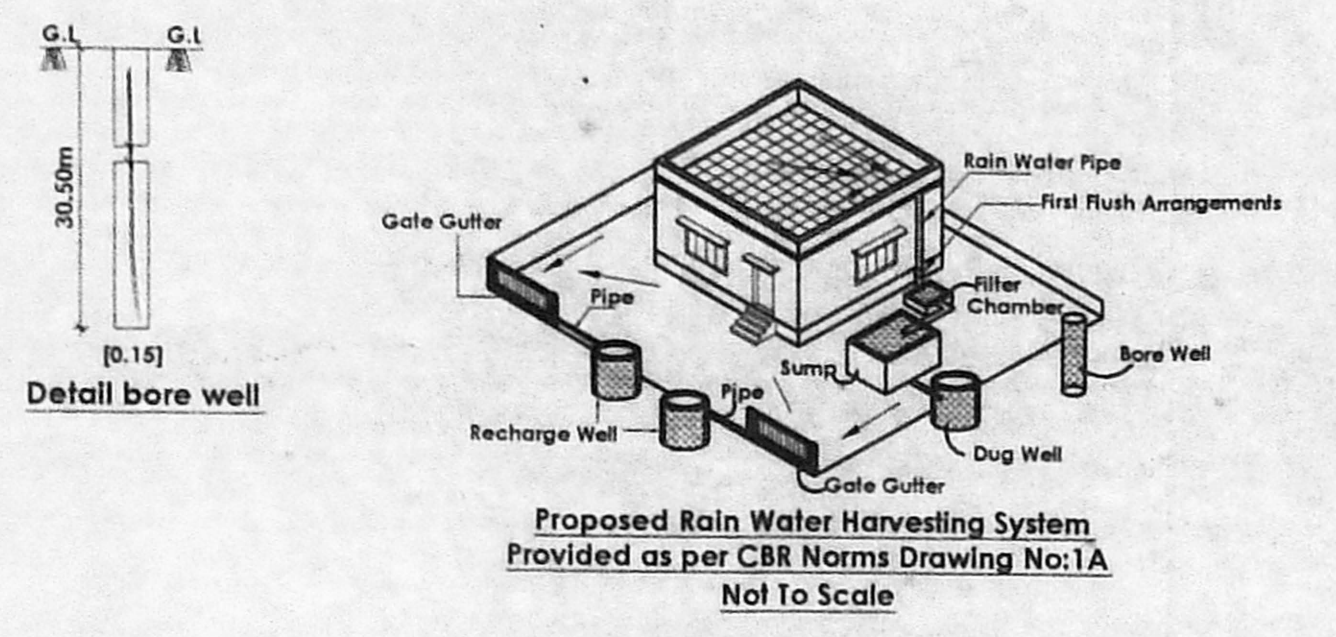 G.L
G.L
30.50m
[0.15]
Detail bore well
Rain Water Pipe
First Flush Arrangements
Gate Gutter
Pipe
Filter
Chamber
Bore Well
Sump
Pipe
Recharge Well
Dug Well
Gate Gutter
Proposed Rain Water Harvesting System
Provided as per CBR Norms Drawing No:1A
Not To Scale